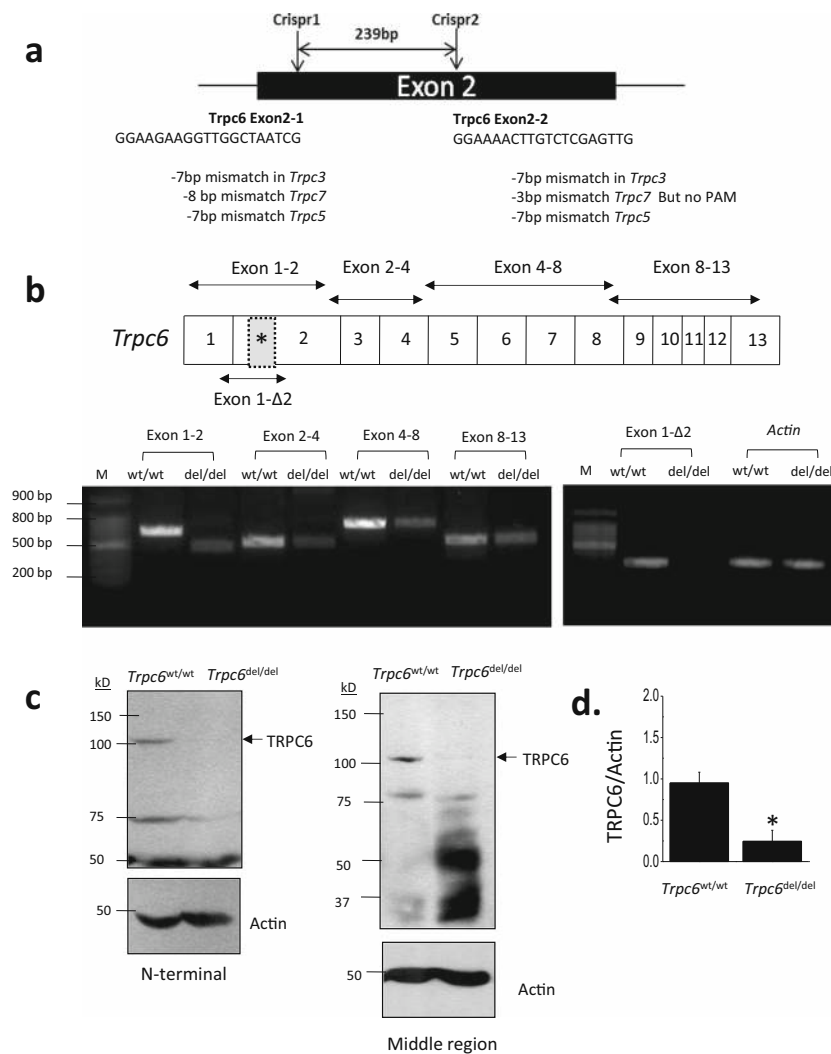 a
Crispr1 Crispr2
239bp
Exon 2
Trpc6 Exon2-1
GGAAGAAGGTTGGCTAATCG
-7bp mismatch in Trpc3
-8 bp mismatch Trpc7
-7bp mismatch Trpc5
Trpc6 Exon2-2
GGAAAACTTGTCTCGAGTTG
-7bp mismatch in Trpc3
-3bp mismatch Trpc7 But no PAM
-7bp mismatch Trpc5
b
Exon 1-2 Exon 2-4 Exon 4-8 Exon 8-13
Trpc6 1 * 2 3 4 5 6 7 8 9 10 11 12 13
Exon 1-Δ2
Exon 1-2 Exon 2-4 Exon 4-8 Exon 8-13
M wt/wt del/del wt/wt del/del wt/wt del/del wt/wt del/del
900 bp
800 bp
500 bp
200 bp
Exon 1-Δ2 Actin
M wt/wt del/del wt/wt del/del
c
kD Trpc6wt/wt Trpc6del/del
150
100
75
50
TRPC6
50
Actin
N-terminal
kD Trpc6wt/wt Trpc6del/del
150
100
75
50
37
TRPC6
50
Actin
Middle region
d.
TRPC6/Actin
2.0
1.5
1.0
0.5
0.0
*
Trpc6wt/wt Trpc6del/del